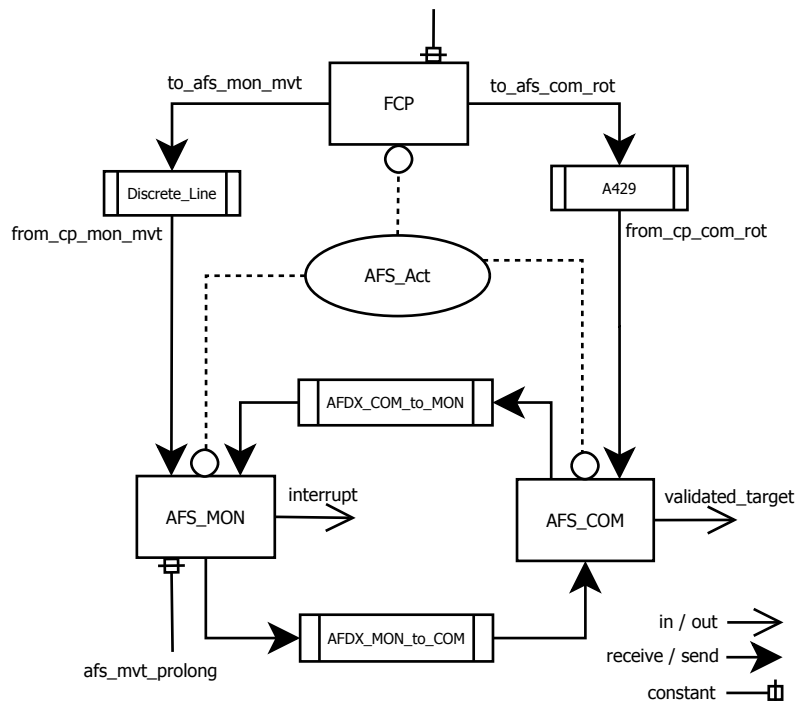 to_afs_mon_mvt
FCP
to_afs_com_rot
Discrete_Line
A429
from_cp_mon_mvt
from_cp_com_rot
AFS_Act
AFDX_COM_to_MON
AFS_MON
interrupt
AFS_COM
validated_target
AFDX_MON_to_COM
afs_mvt_prolong
in / out
receive / send
constant